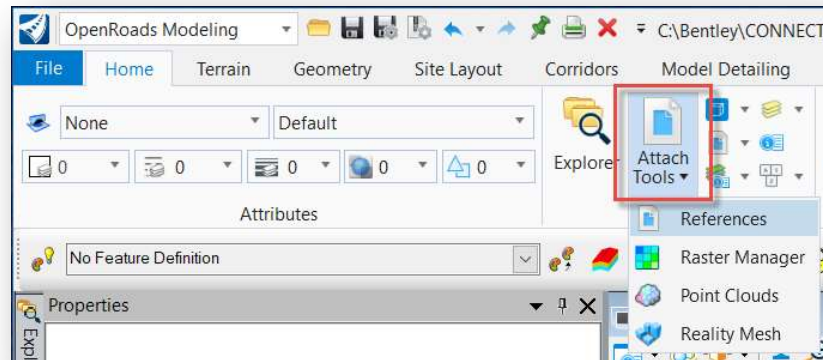 OpenRoads Modeling C:\Bentley\CONNECT
File Home Terrain Geometry Site Layout Corridors Model Detailing
None Default
0 0 0 0 0
Explorer
Attach
Tools
Attributes
References
No Feature Definition
Raster Manager
Point Clouds
Properties
Reality Mesh
Expl